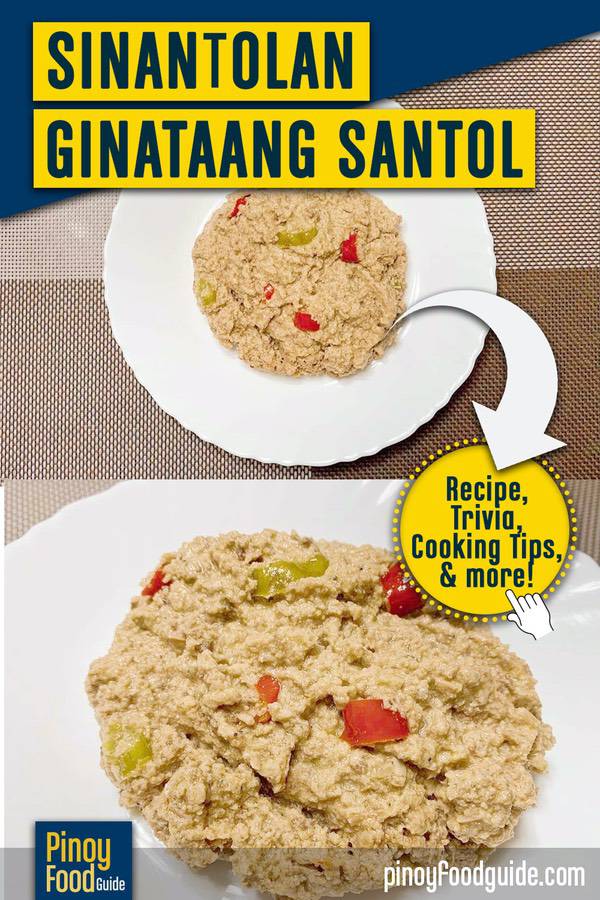 SINANTOLAN
GINATAANG SANTOL
Recipe,
Trivia,
Cooking Tips,
& more!
Pinoy
Food Guide
pinoyfoodguide.com